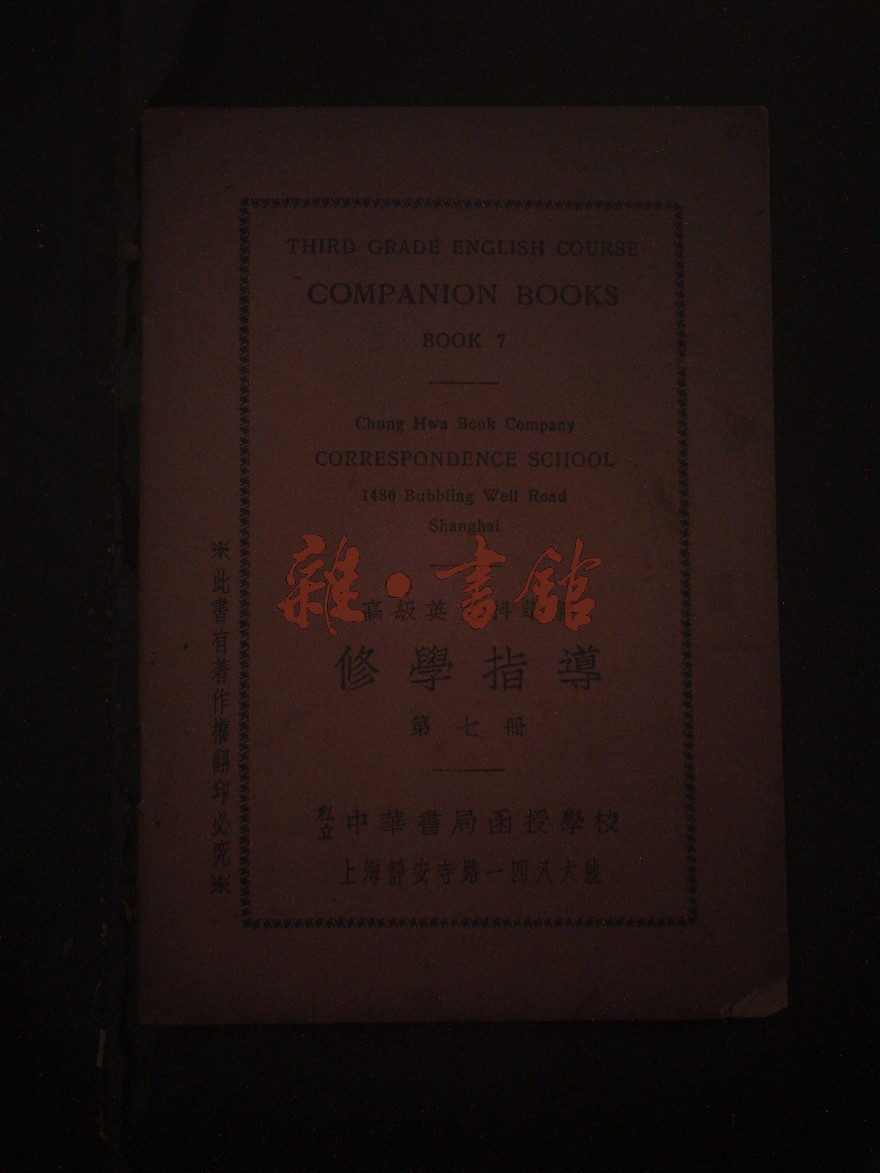 THIRD GRADE ENGLISH COURSE
COMPANION BOOKS
BOOK 7
Chung Hwa Book Company
CORRESPONDENCE SCHOOL
1486 Bubbling Well Road
Shanghai
雜·書館
高級英 科
修學指導
第七冊
私立中華書局函授學校
上海靜安寺路一四八六號
※此書有著作權翻印必究※